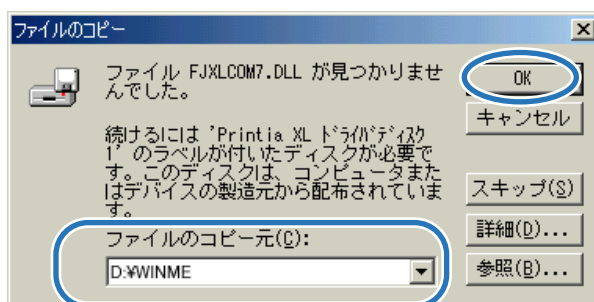 ファイルのコピー
ファイル FJXLCOM7.DLL が見つかりませ
んでした。
続けるには 'Printia XL ﾄﾞﾗｲﾊﾞﾃﾞｨｽｸ
1' のラベルが付いたディスクが必要で
す。このディスクは、コンピュータまた
はデバイスの製造元から配布されていま
す。
ファイルのコピー元(C):
D:¥WINME
OK
キャンセル
スキップ(S)
詳細(D)...
参照(B)...